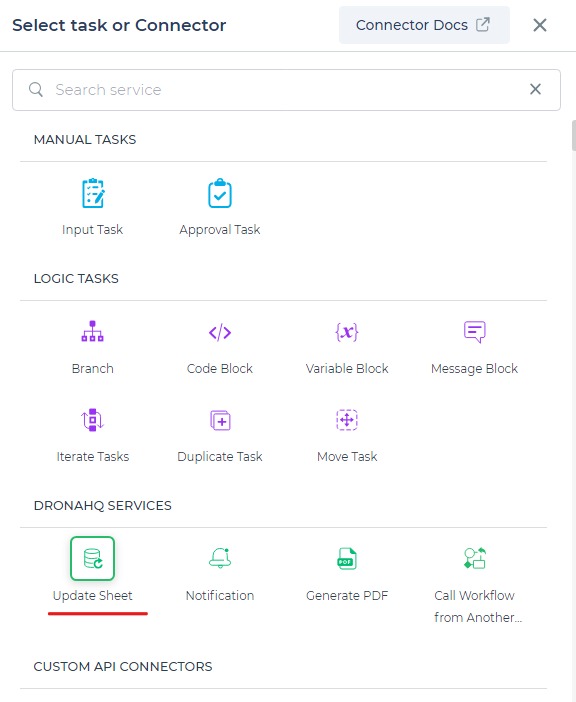 Select task or Connector
Connector Docs
Search service
MANUAL TASKS
Input Task
Approval Task
LOGIC TASKS
Branch
Code Block
Variable Block
Message Block
Iterate Tasks
Duplicate Task
Move Task
DRONAHQ SERVICES
Update Sheet
Notification
Generate PDF
Call Workflow
from Another...
CUSTOM API CONNECTORS